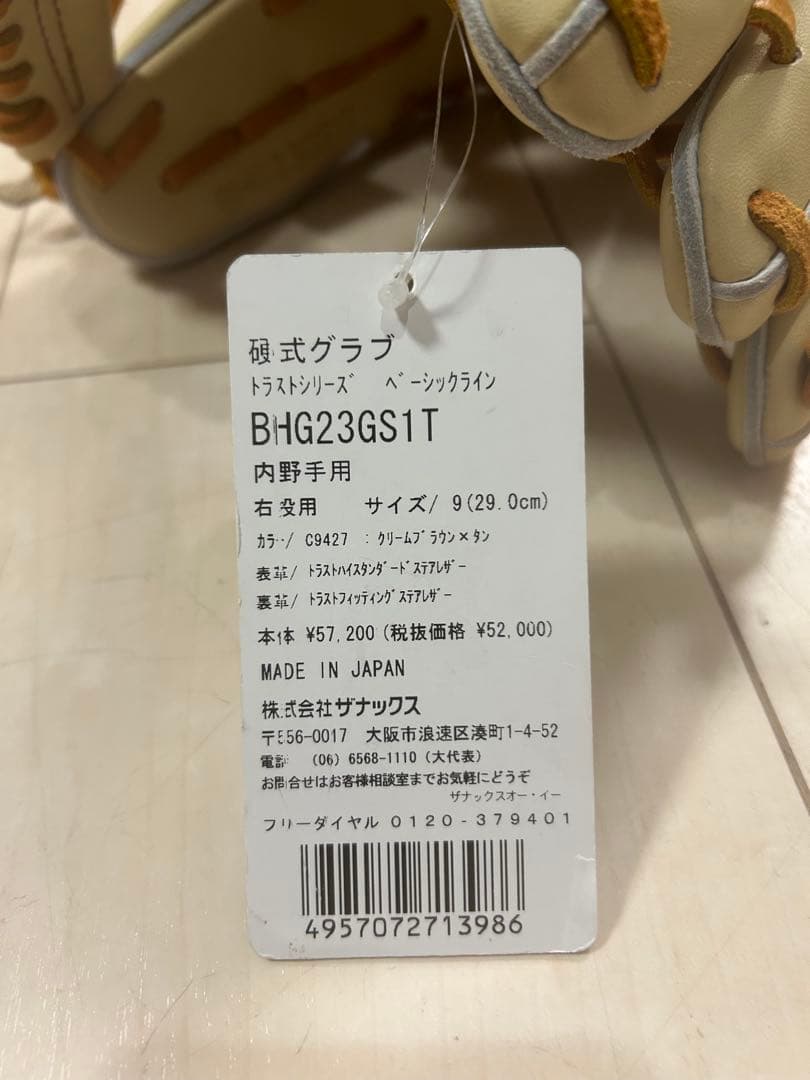 硬式グラブ
ﾄﾗｽﾄｼﾘｰｽﾞ ﾍﾞｰｼｯｸﾗｲﾝ
BHG23GS1T
内野手用
右投用 サイズ/ 9(29.0cm)
ｶﾗｰ/ C9427 : ｸﾘｰﾑﾌﾞﾗｳﾝ×ﾀﾝ
表革/ ﾄﾗｽﾄﾊｲｽﾀﾝﾀﾞｰﾄﾞｽﾃｱﾚｻﾞｰ
裏革/ ﾄﾗｽﾄﾌｨｯﾃｨﾝｸﾞｽﾃｱﾚｻﾞｰ
本体 ¥57,200(税抜価格 ¥52,000)
MADE IN JAPAN
株式会社ザナックス
〒556-0017 大阪市浪速区湊町1-4-52
電話 (06) 6568-1110 (大代表)
お問合せはお客様相談室までお気軽にどうぞ
ザナックスオー・イー
フリーダイヤル 0120-379401
4957072713986